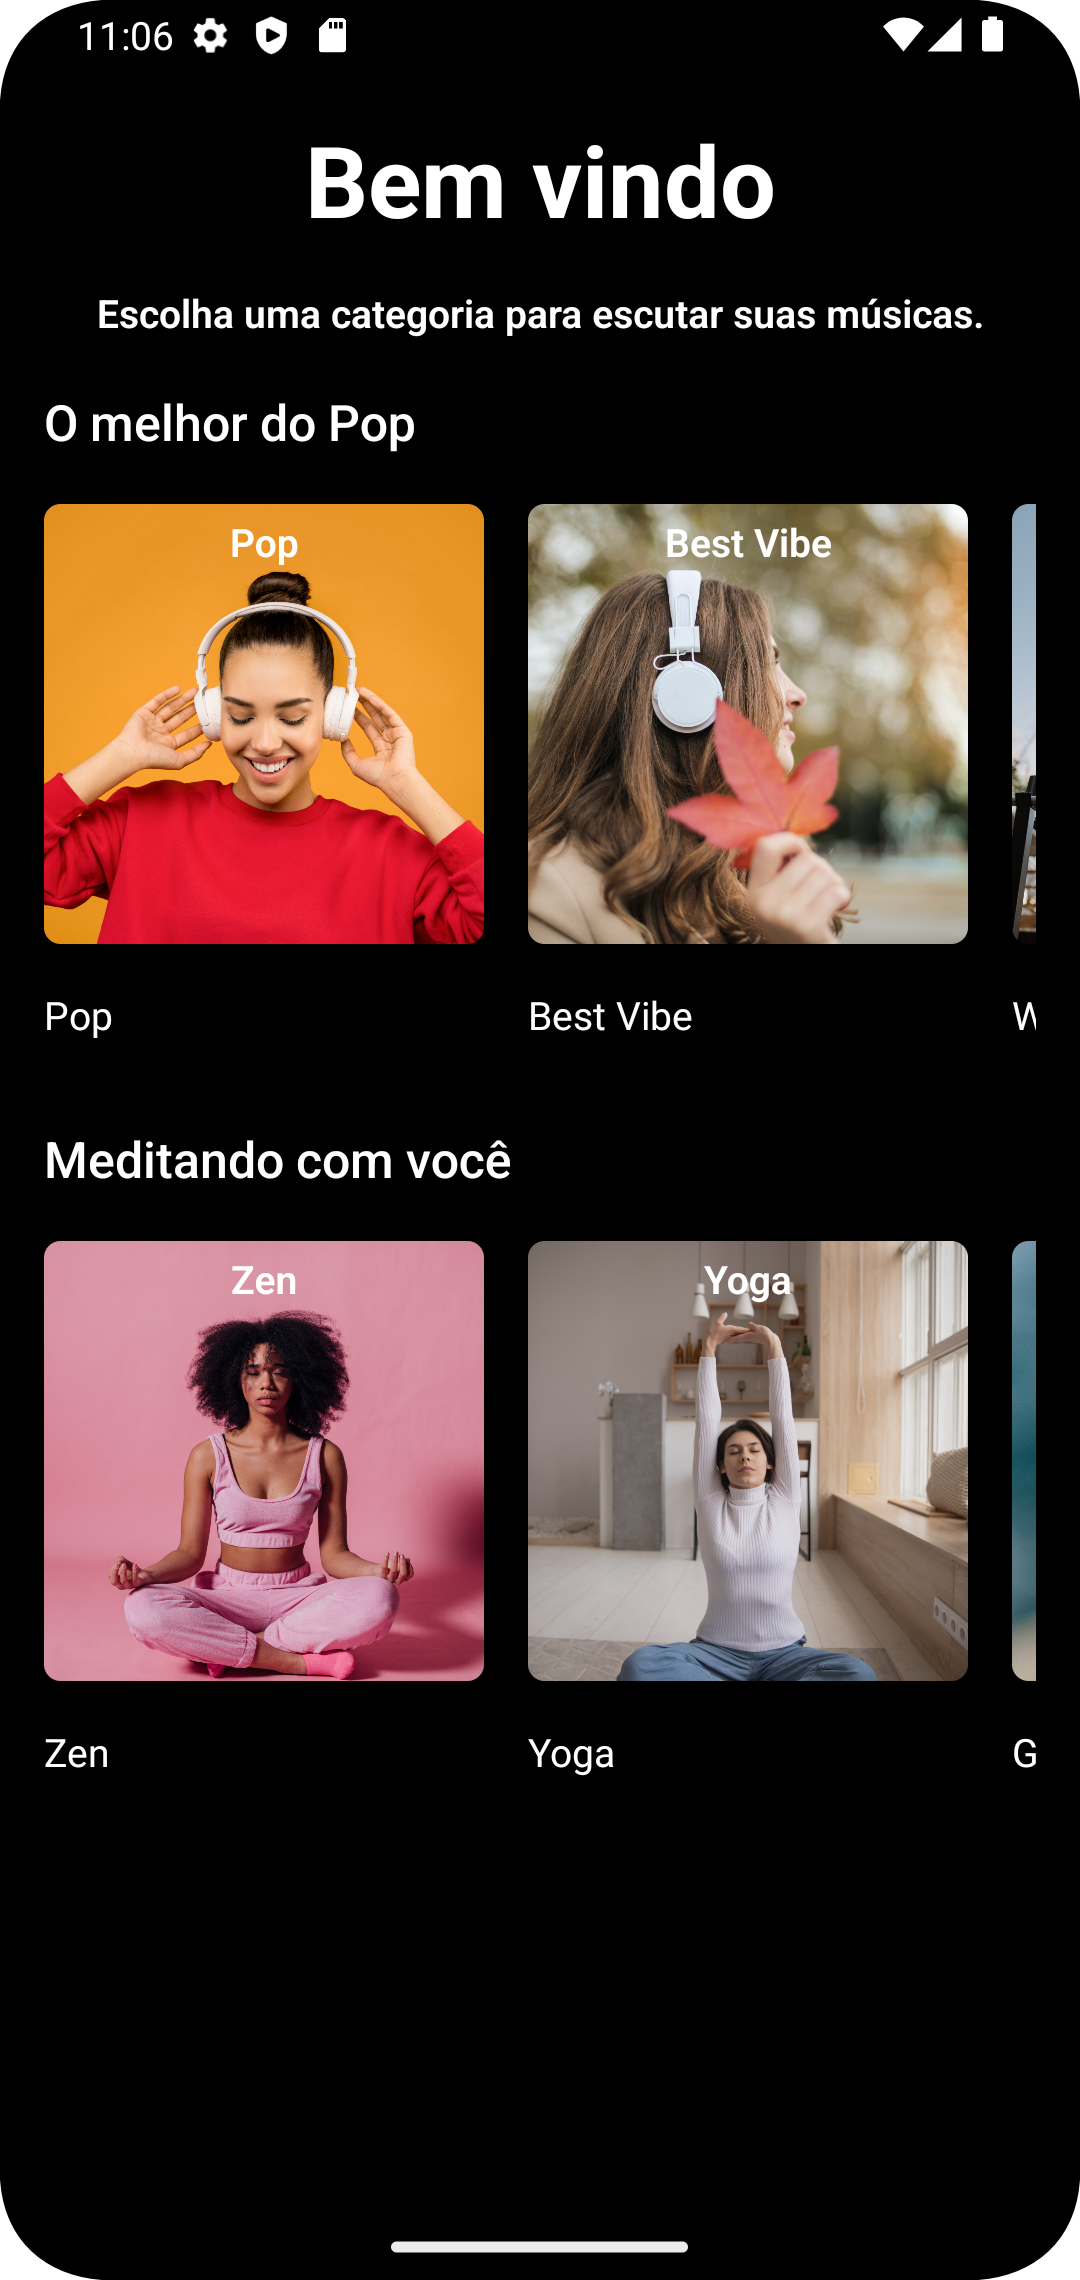 11:06
Bem vindo
Escolha uma categoria para escutar suas músicas.
O melhor do Pop
Pop
Best Vibe
Pop
Best Vibe
Meditando com você
Zen
Yoga
Zen
Yoga
G